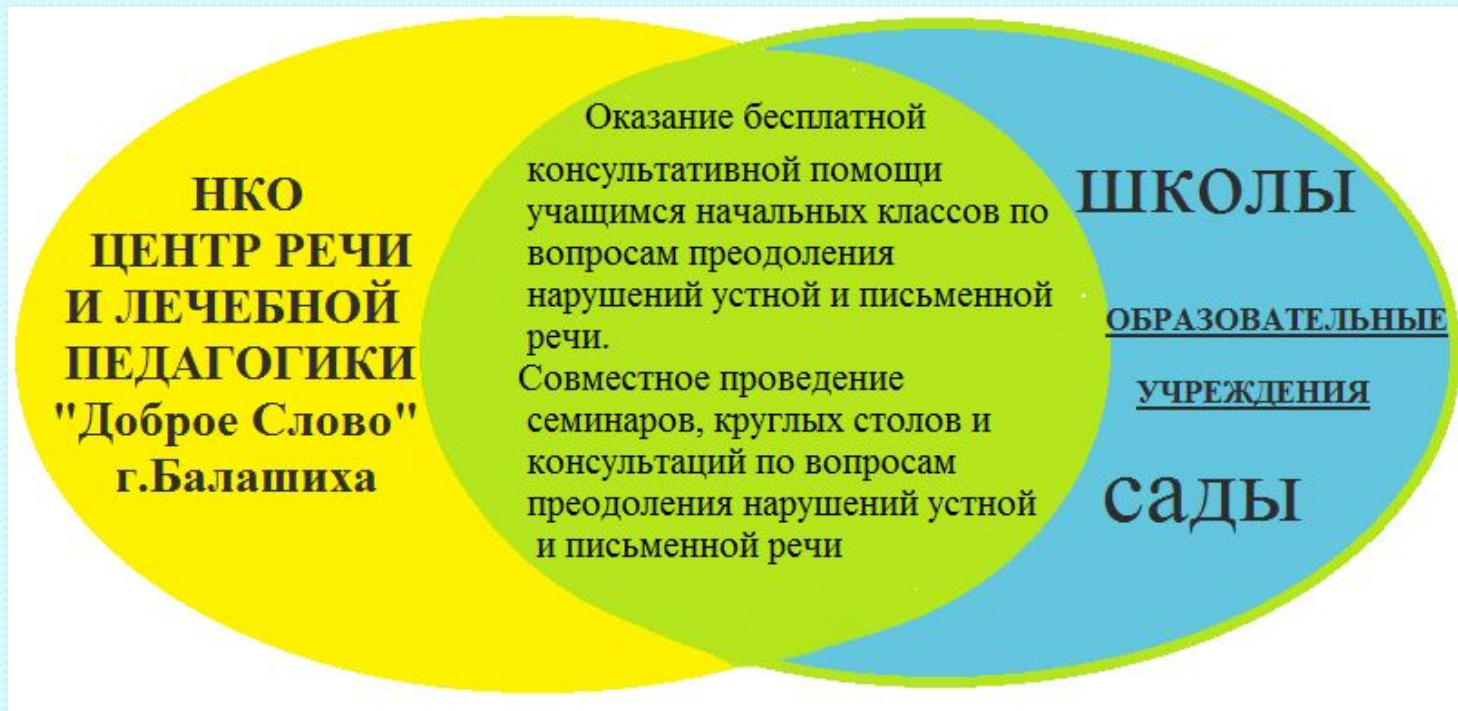 НКО
ЦЕНТР РЕЧИ
И ЛЕЧЕБНОЙ
ПЕДАГОГИКИ
"Доброе Слово"
г.Балашиха
Оказание бесплатной
консультативной помощи
учащимся начальных классов по
вопросам преодоления
нарушений устной и письменной
речи.
Совместное проведение
семинаров, круглых столов и
консультаций по вопросам
преодоления нарушений устной
и письменной речи
школы
ОБРАЗОВАТЕЛЬНЫЕ
УЧРЕЖДЕНИЯ
сады